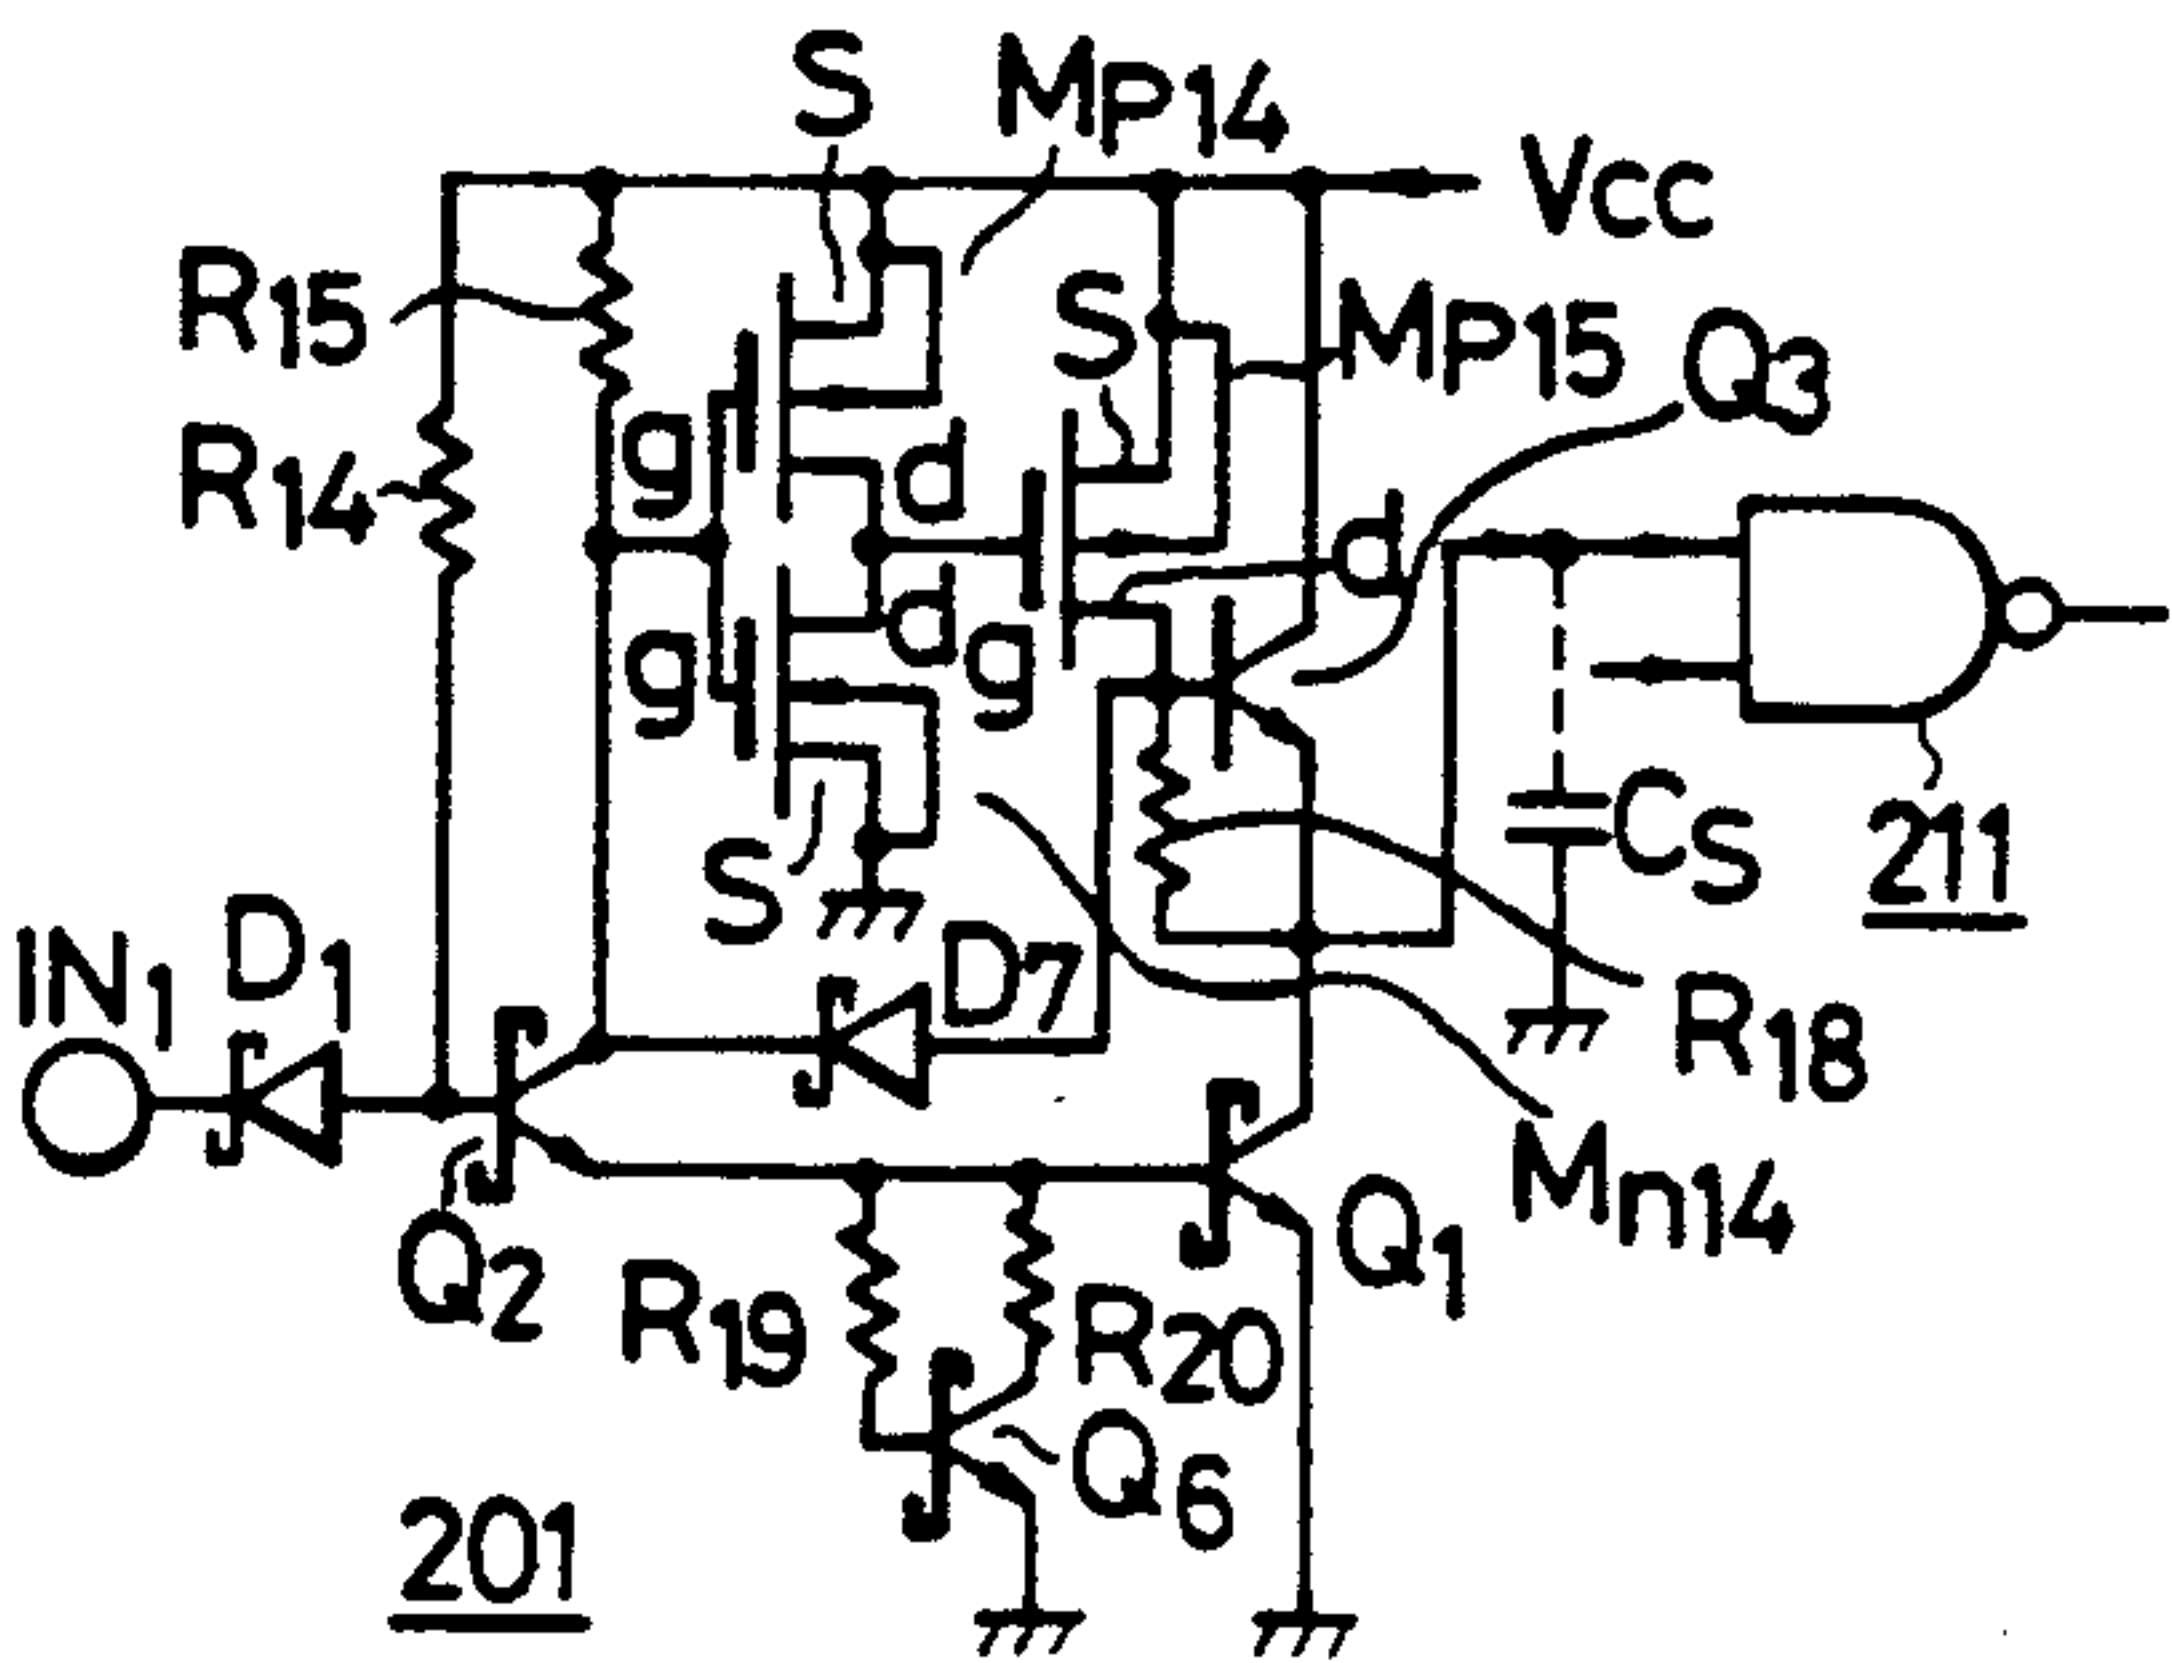 S MP14
VCC
R15
S MP15 Q3
R14
g d
d
g d g
S
CS
211
IN1 D1
D7
R18
Mn14
Q2
Q1
R19 R20
Q6
201